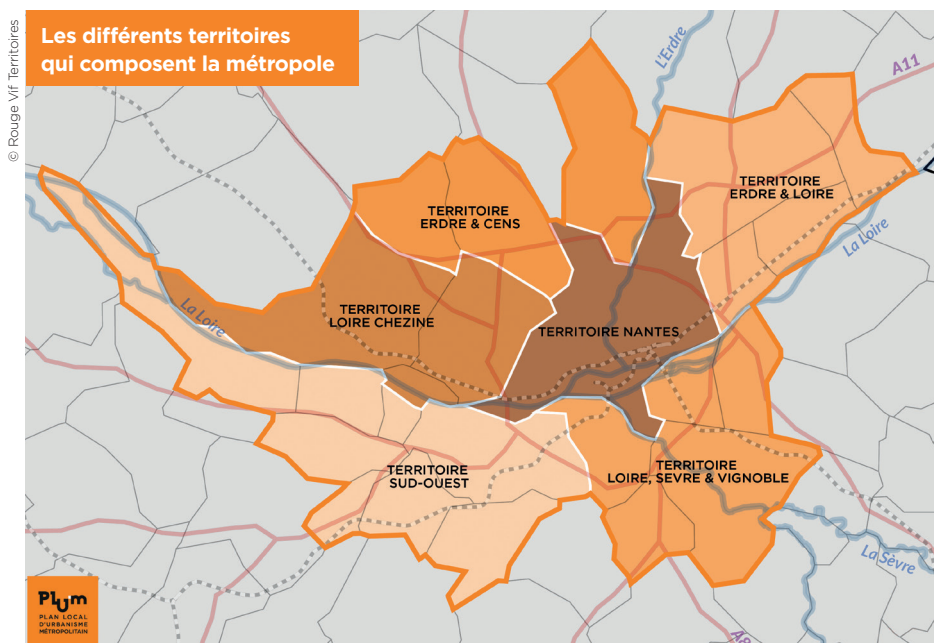 © Rouge Vif Territoires
Les différents territoires
qui composent la métropole
L'Erdre
A11
TERRITOIRE
ERDRE & LOIRE
TERRITOIRE
ERDRE & CENS
La Loire
La Loire
TERRITOIRE
LOIRE CHEZINE
TERRITOIRE NANTES
TERRITOIRE
SUD-OUEST
TERRITOIRE
LOIRE, SEVRE & VIGNOBLE
La Sèvre
PLUm
PLAN LOCAL
D'URBANISME
MÉTROPOLITAIN